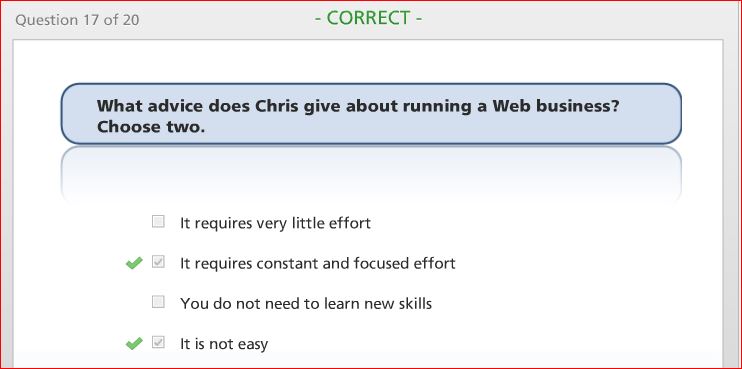 Question 17 of 20
- CORRECT -
What advice does Chris give about running a Web business?
Choose two.
It requires very little effort
It requires constant and focused effort
You do not need to learn new skills
It is not easy